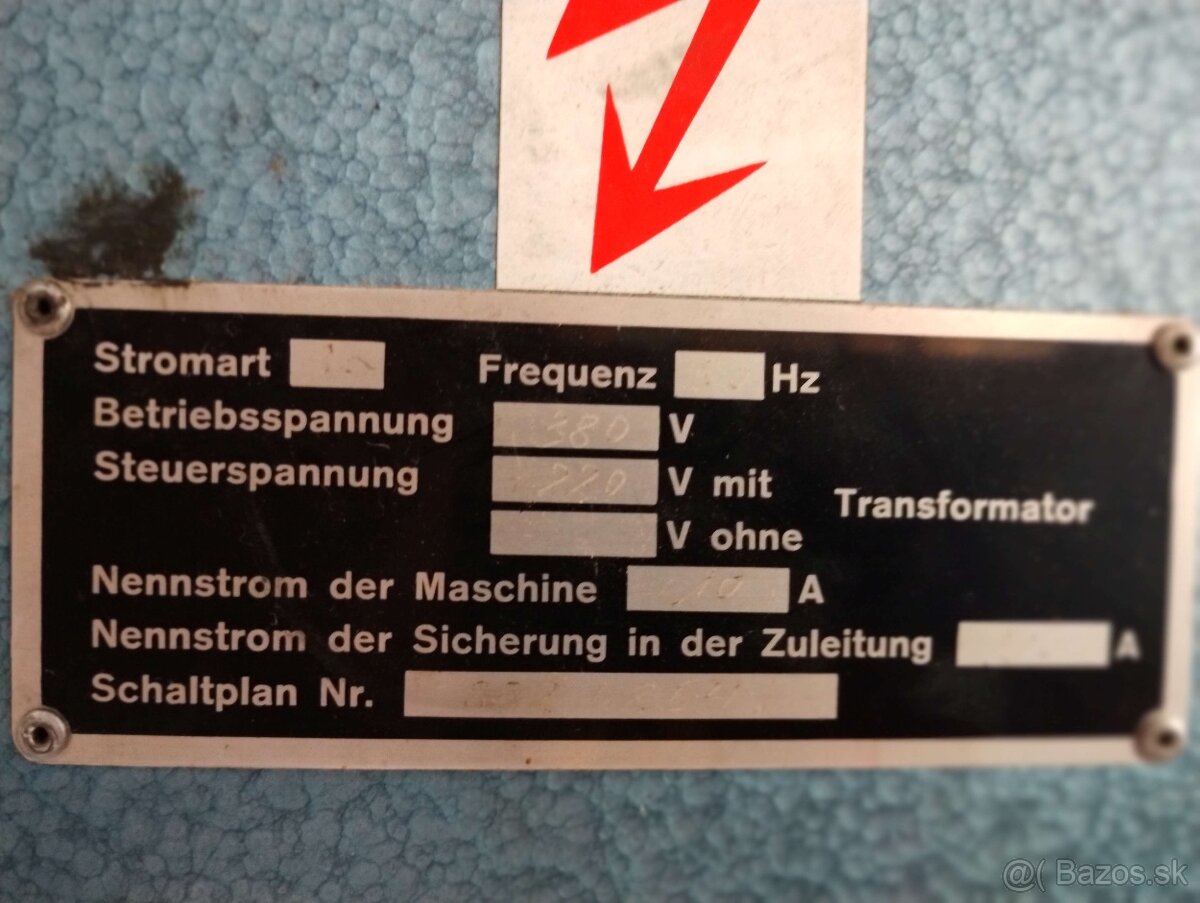 Stromart Frequenz Hz
Betriebsspannung 380 V
Steuerspannung 220 V mit Transformator
V ohne
Nennstrom der Maschine A
Nennstrom der Sicherung in der Zuleitung A
Schaltplan Nr.
@( Bazos.sk